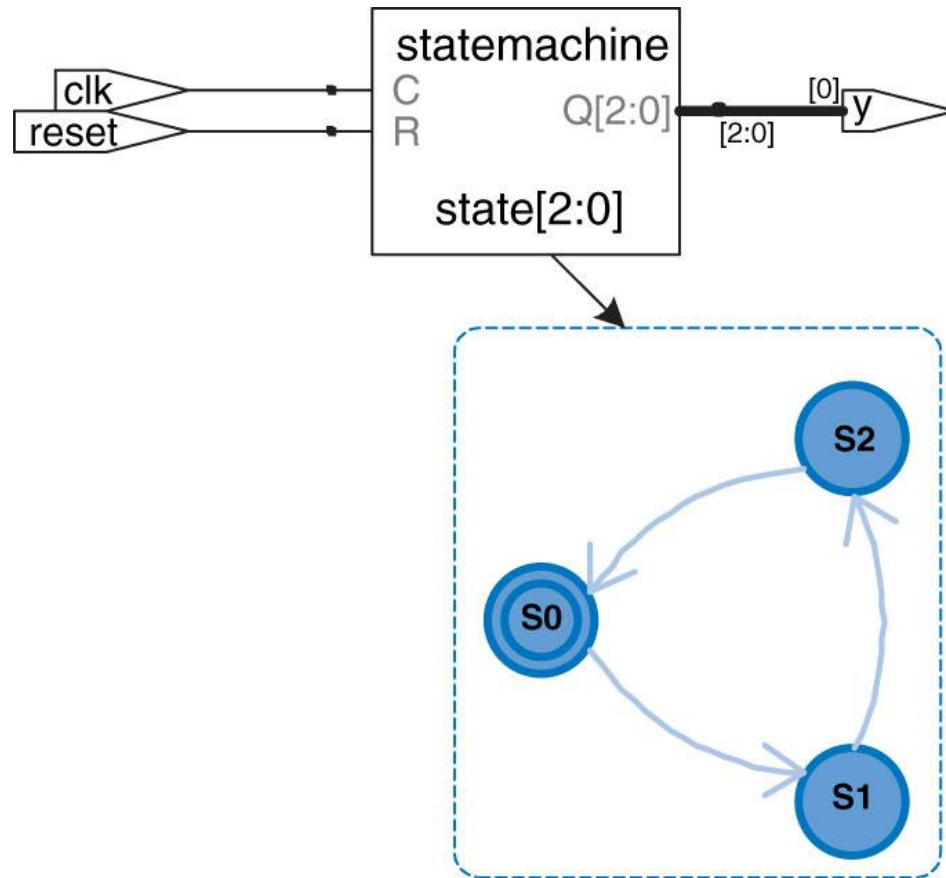 statemachine
clk
C
[0]
reset
R
Q[2:0]
y
[2:0]
state[2:0]
S2
S0
S1